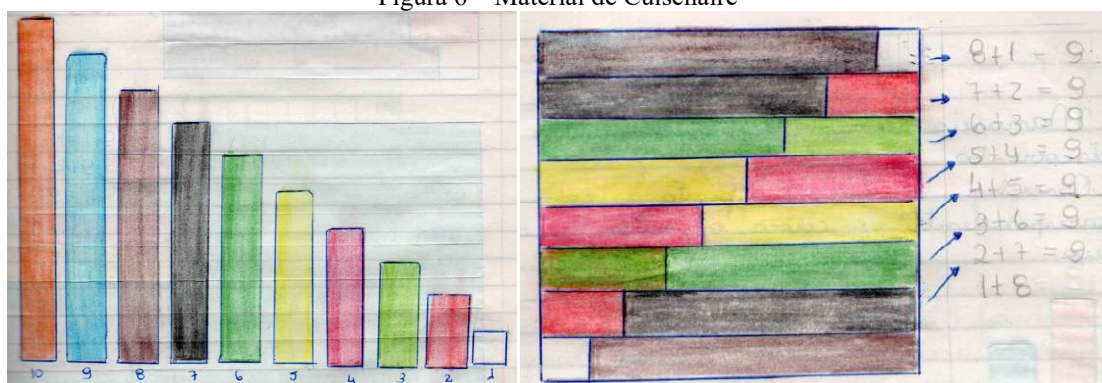 Figura 6 – Material de Cuisenaire
10 9 8 7 6 5 4 3 2 1
8+1 = 9
7+2 = 9
6+3 = 9
5+4 = 9
4+5 = 9
3+6 = 9
2+7 = 9
1+8